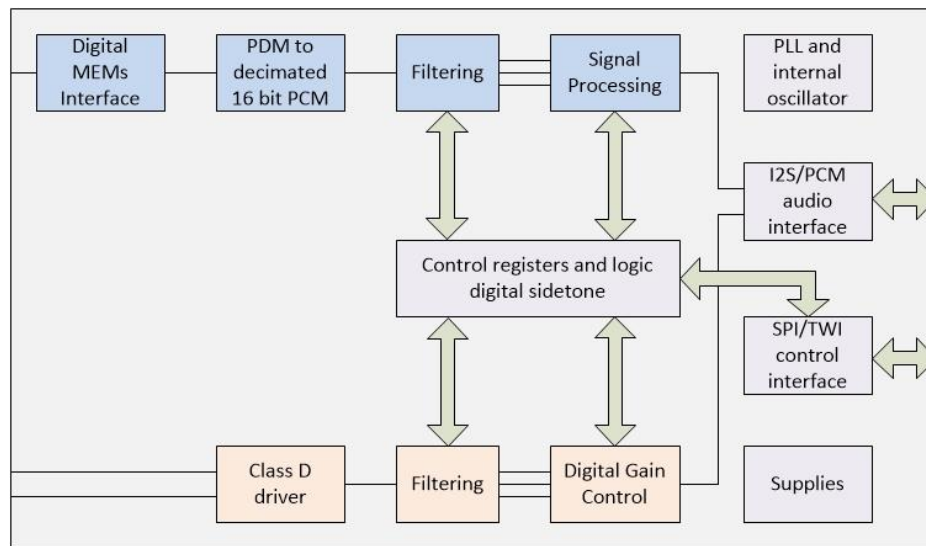 Digital
MEMs
Interface
PDM to
decimated
16 bit PCM
Filtering
Signal
Processing
PLL and
internal
oscillator
I2S/PCM
audio
interface
Control registers and logic
digital sidetone
SPI/TWI
control
interface
Class D
driver
Filtering
Digital Gain
Control
Supplies